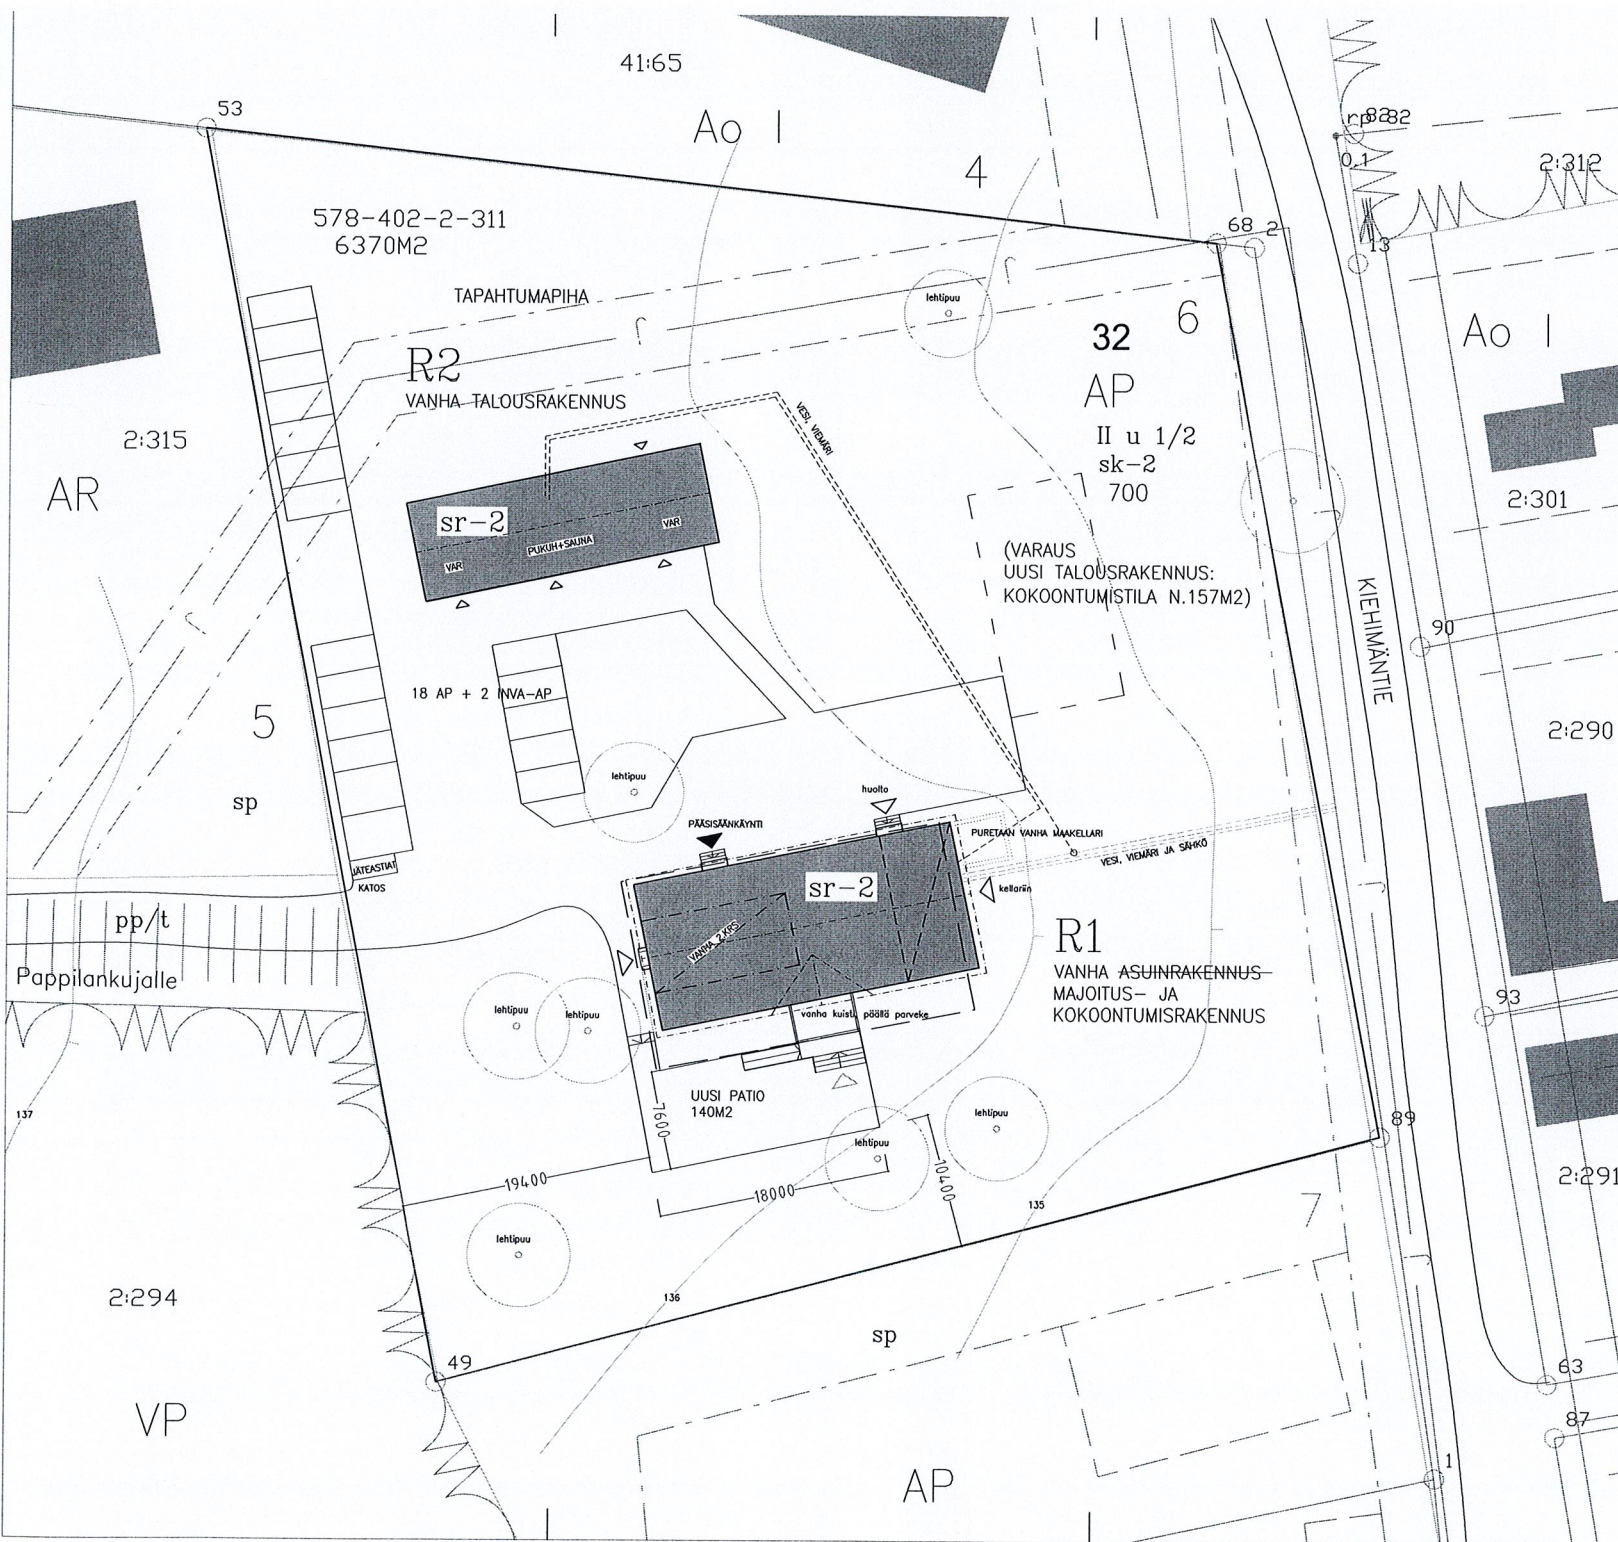 41:65
53
Ao I
4
rp8282
0.1
2:312
578-402-2-311
6370M2
68
2
13
TAPAHTUMAPIHA
lehtipuu
6
32
Ao I
R2
VANHA TALOUSRAKENNUS
AP
VESI, VIEMÄRI
II u 1/2
sk-2
700
2:315
AR
sr-2
VAR
PUKUH+SAUNA
VAR
2:301
(VARAUS
UUSI TALOUSRAKENNUS:
KOKOONTUMISTILA N.157M2)
KIEHIMÄNTIE
90
18 AP + 2 INVA-AP
5
sp
2:290
lehtipuu
huolto
PÄÄSISÄÄNKÄYNTI
PURETAAN VANHA MAAKELLARI
VESI, VIEMÄRI JA SÄHKÖ
JÄTEASTIAT
KATOS
sr-2
kellariin
pp/t
VANHA 2.KRS
R1
Pappilankujalle
VANHA ASUINRAKENNUS
MAJOITUS- JA
KOKOONTUMISRAKENNUS
lehtipuu
lehtipuu
vanha kuisti, päällä parveke
93
137
UUSI PATIO
140M2
7600
lehtipuu
lehtipuu
89
19400
18000
10400
2:291
135
7
lehtipuu
2:294
136
sp
49
63
VP
87
1
AP